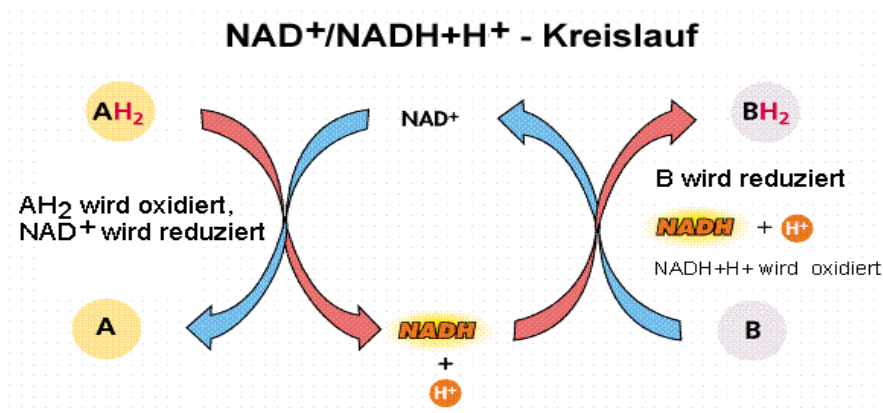 NAD+/NADH+H+ - Kreislauf
AH2
NAD+
BH2
AH2 wird oxidiert,
NAD+ wird reduziert
B wird reduziert
NADH + H+
NADH+H+ wird oxidiert
A
NADH
+
H+
B